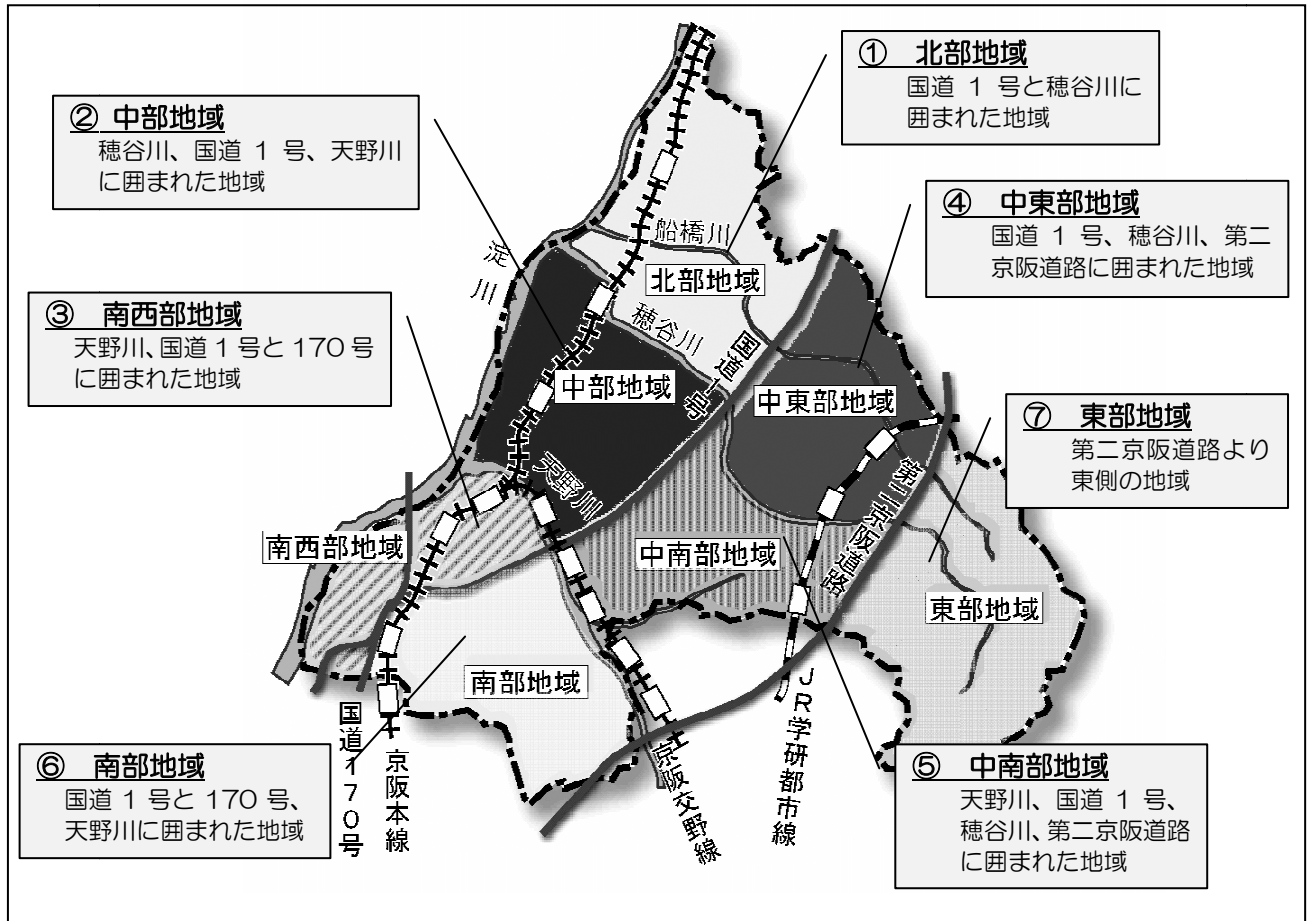 ① 北部地域
国道 1 号と穂谷川に
囲まれた地域
② 中部地域
穂谷川、国道 1 号、天野川
に囲まれた地域
④ 中東部地域
国道 1 号、穂谷川、第二
京阪道路に囲まれた地域
③ 南西部地域
天野川、国道 1 号と 170 号
に囲まれた地域
⑦ 東部地域
第二京阪道路より
東側の地域
⑥ 南部地域
国道 1 号と 170 号、
天野川に囲まれた地域
⑤ 中南部地域
天野川、国道 1 号、
穂谷川、第二京阪道路
に囲まれた地域
船橋川
淀川
北部地域
穂谷川
国道1号
中部地域
中東部地域
天野川
第二京阪道路
南西部地域
中南部地域
東部地域
南部地域
国道170号
京阪本線
京阪交野線
JR学研都市線